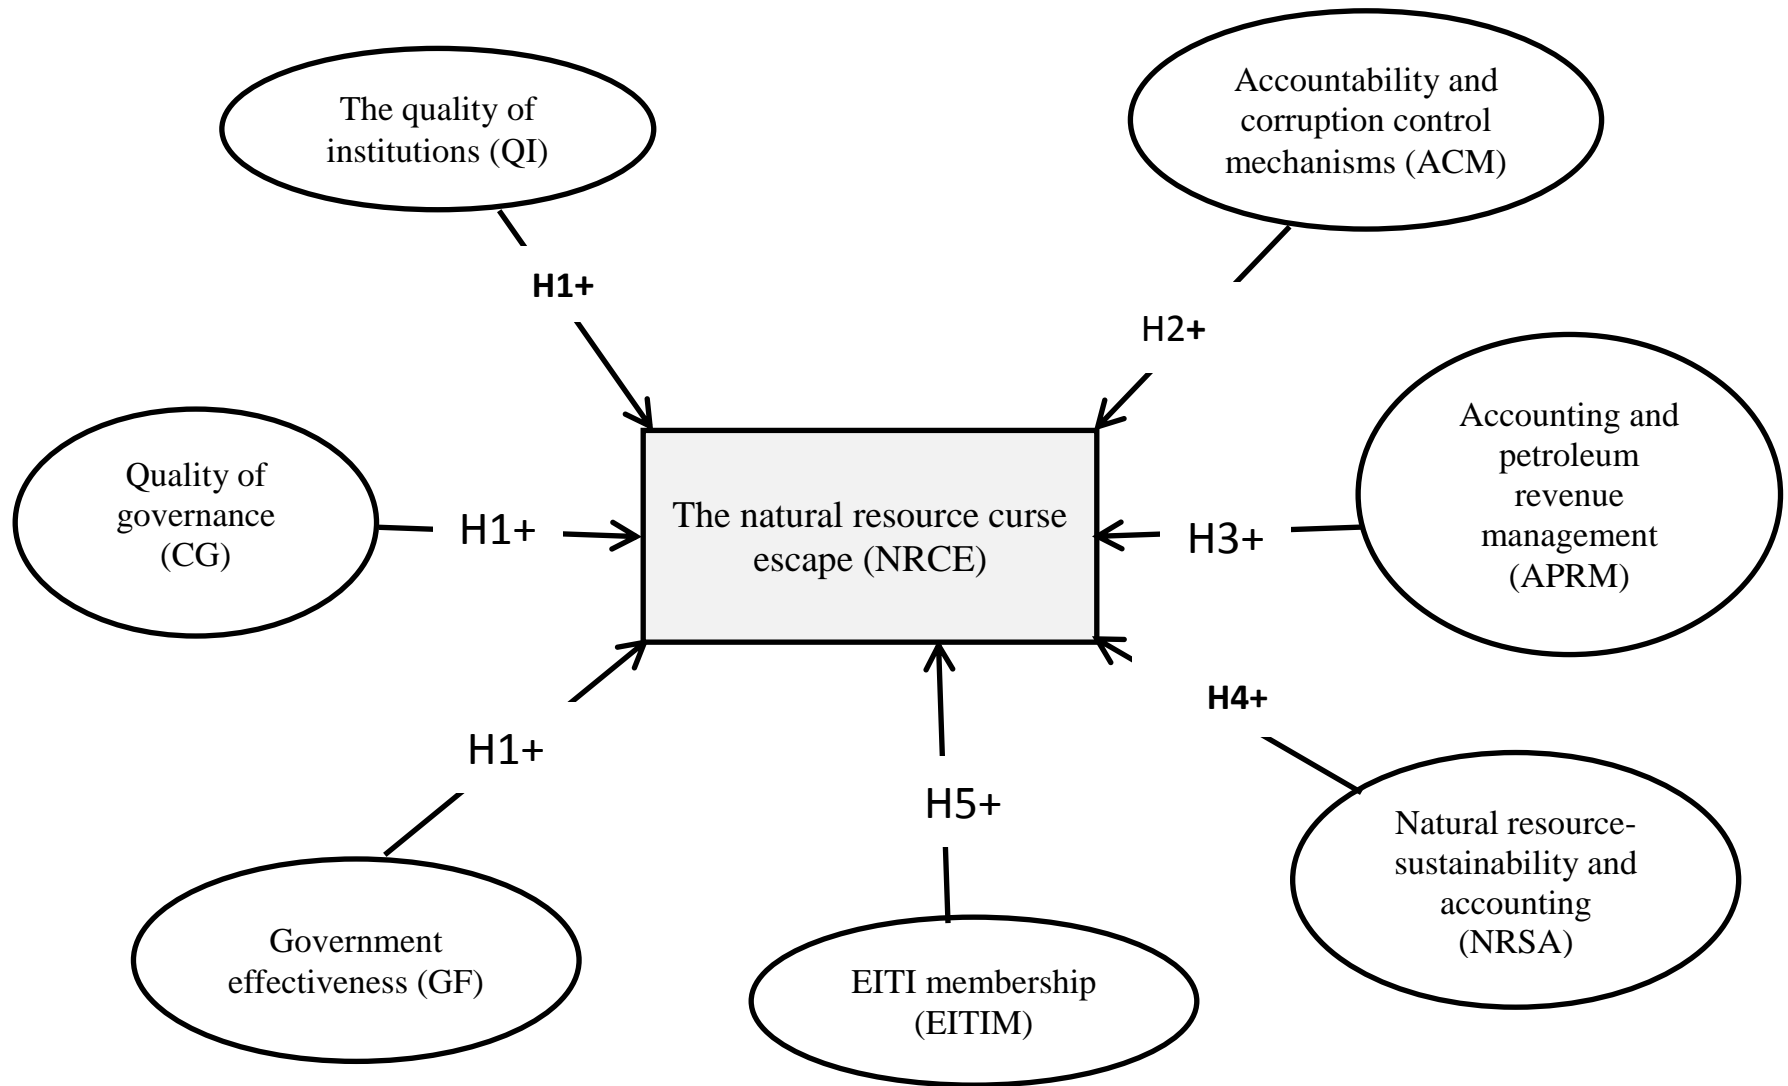 The quality of
institutions (QI)
Accountability and
corruption control
mechanisms (ACM)
H1+
H2+
Quality of
governance
(CG)
H1+
The natural resource curse
escape (NRCE)
H3+
Accounting and
petroleum
revenue
management
(APRM)
H1+
H4+
H5+
Government
effectiveness (GF)
EITI membership
(EITIM)
Natural resource-
sustainability and
accounting
(NRSA)